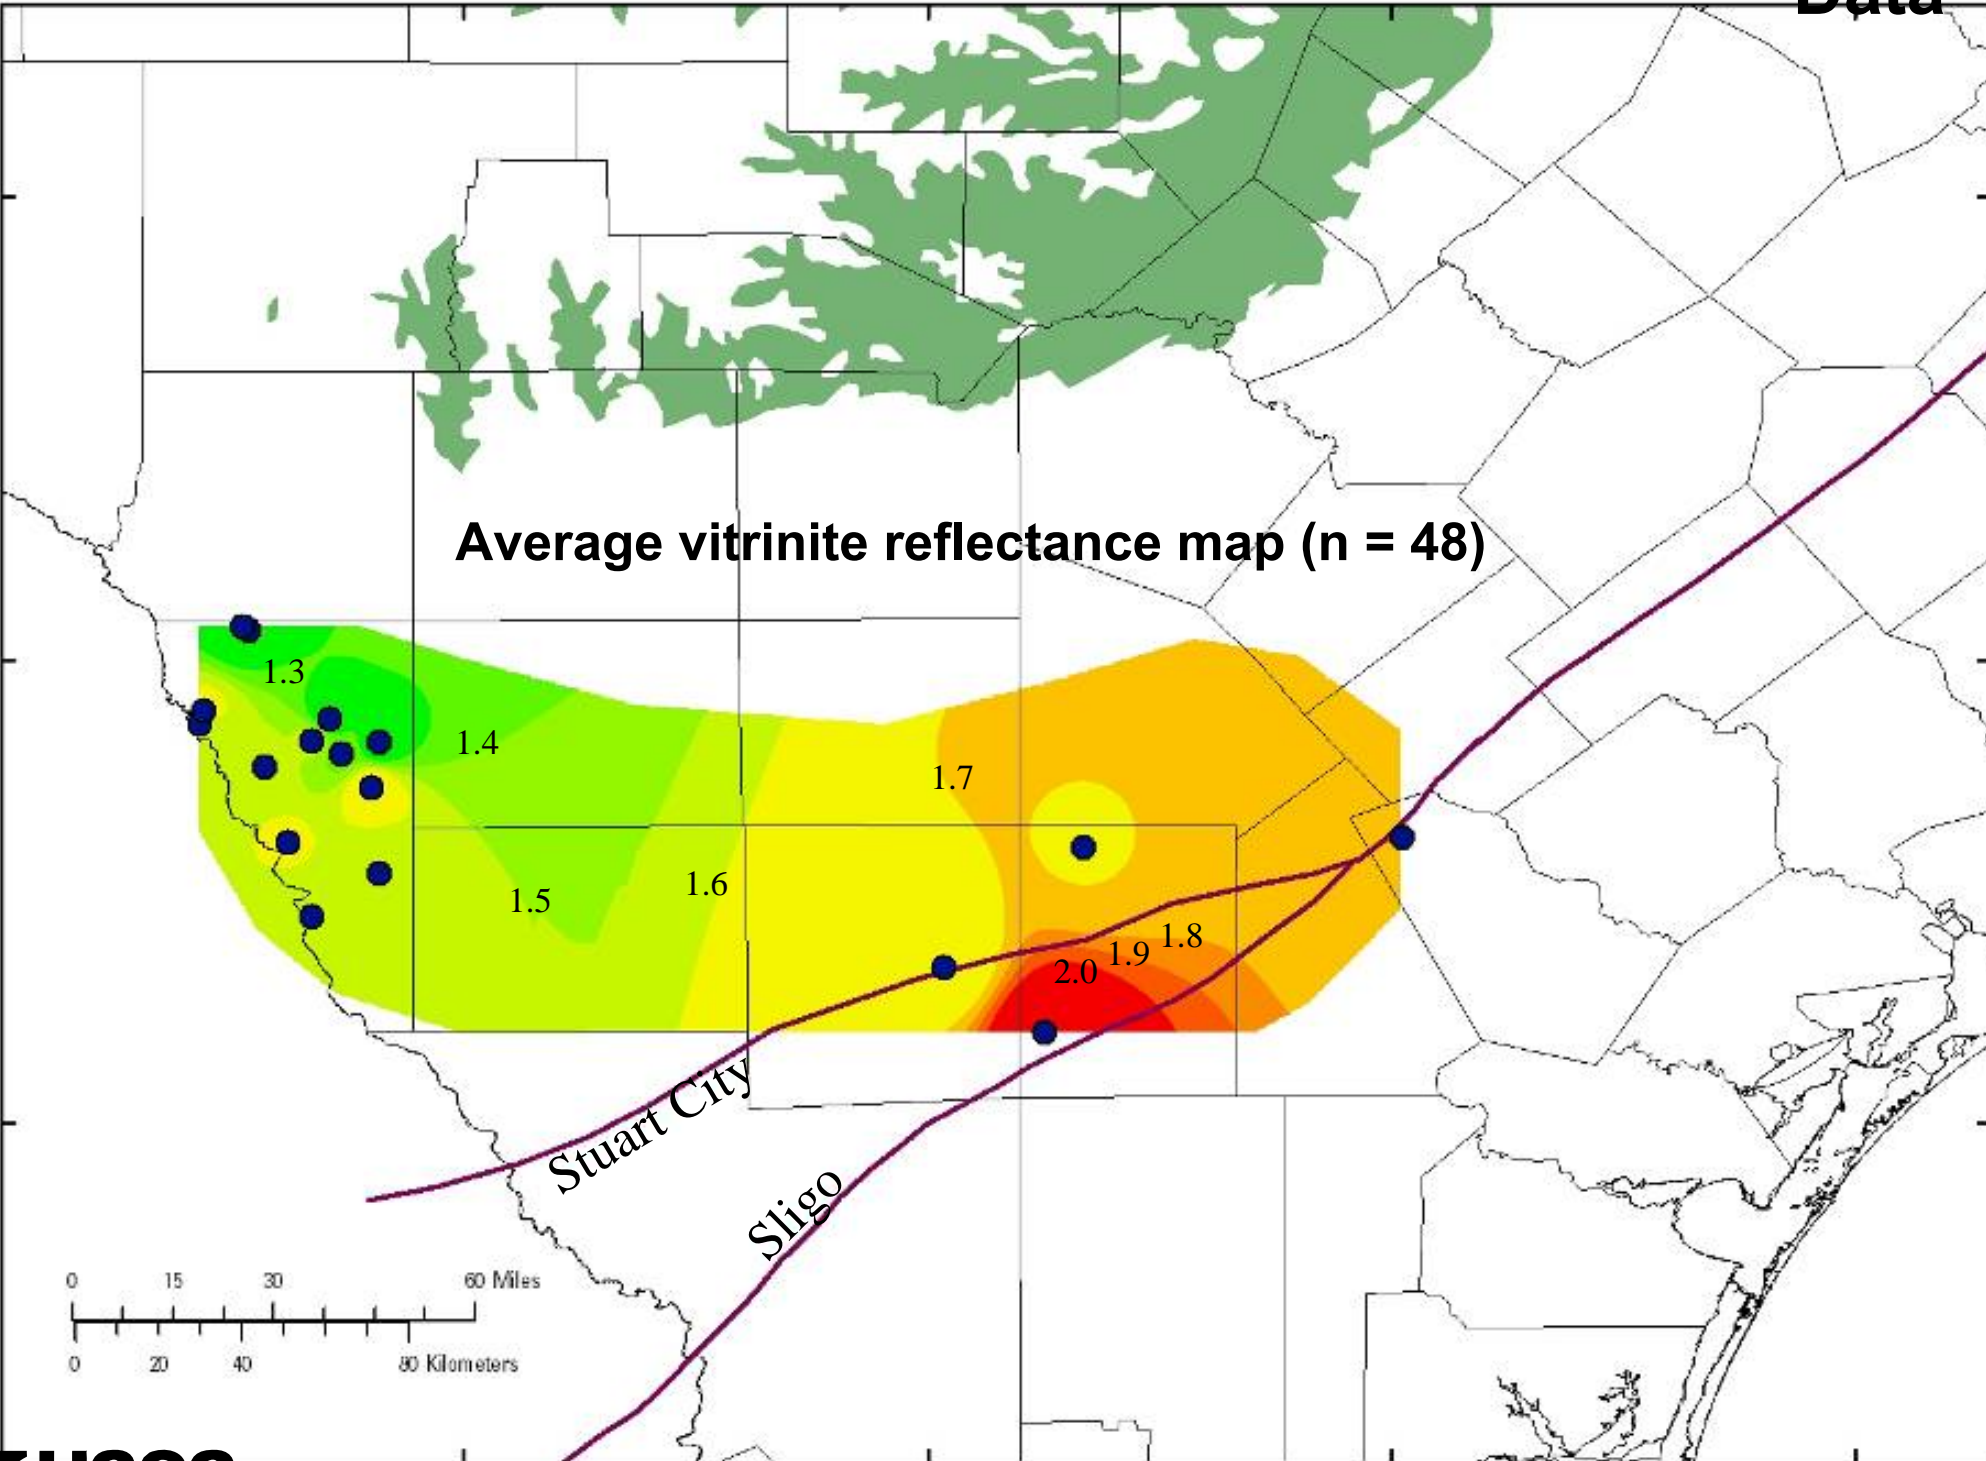 Data
Average vitrinite reflectance map (n = 48)
1.3
1.4
1.7
1.5
1.6
1.8
1.9
2.0
Stuart City
Sligo
0 15 30 60 Miles
0 20 40 80 Kilometers